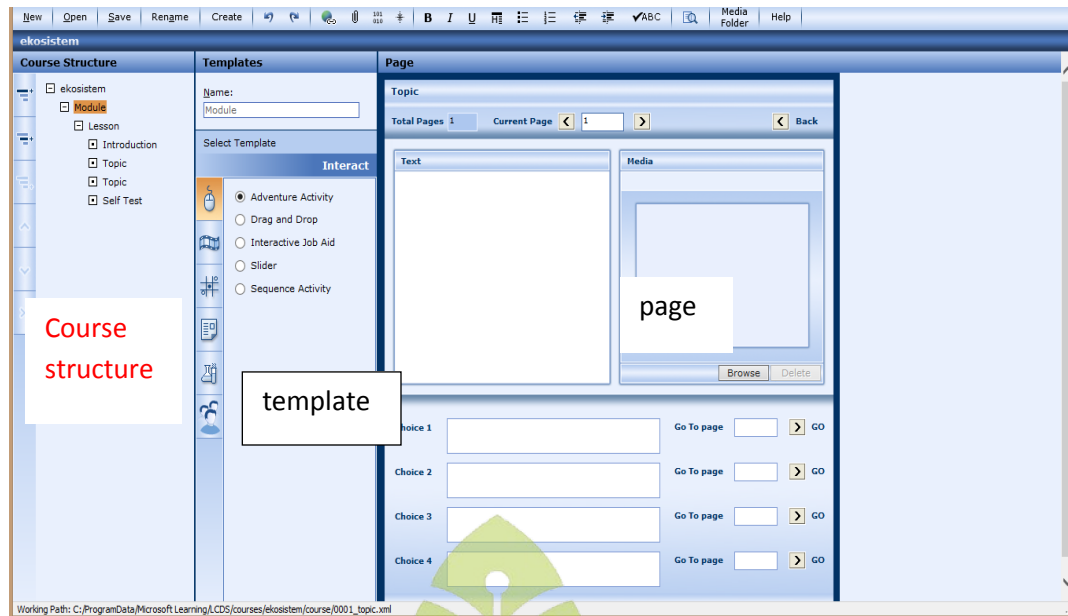 New Open Save Rename Create 101 010 B I U ABC Media Folder Help
ekosistem
Course Structure Templates Page
ekosistem
Module
Lesson
Introduction
Topic
Topic
Self Test
Name:
Module
Select Template
Interact
Adventure Activity
Drag and Drop
Interactive Job Aid
Slider
Sequence Activity
Topic
Total Pages 1 Current Page 1 Back
Text Media
Browse Delete
Course
structure
template
page
hoice 1 Go To page GO
Choice 2 Go To page GO
Choice 3 Go To page GO
Choice 4 Go To page GO
Working Path: C:/ProgramData/Microsoft Learning/LCDS/courses/ekosistem/course/0001_topic.xml